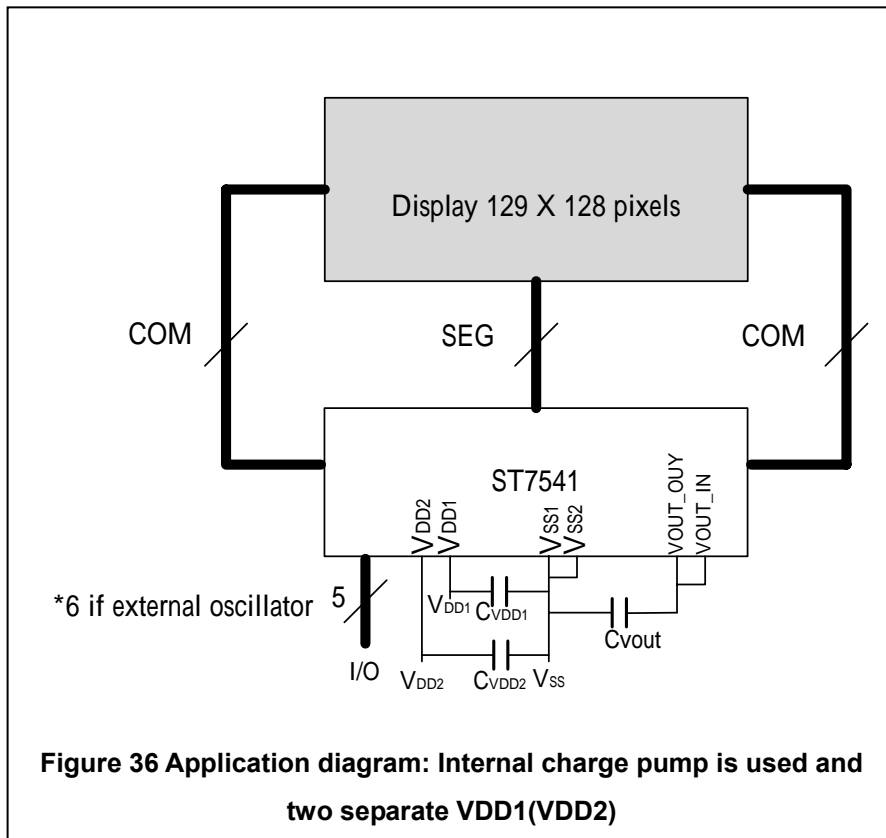 Display 129 X 128 pixels
COM
SEG
COM
ST7541
VDD2
VDD1
VSS1
VSS2
VOUT_OUY
VOUT_IN
*6 if external oscillator
5
I/O
VDD1
CVDD1
Cvout
VDD2
CVDD2
VSS
Figure 36 Application diagram: Internal charge pump is used and
two separate VDD1(VDD2)